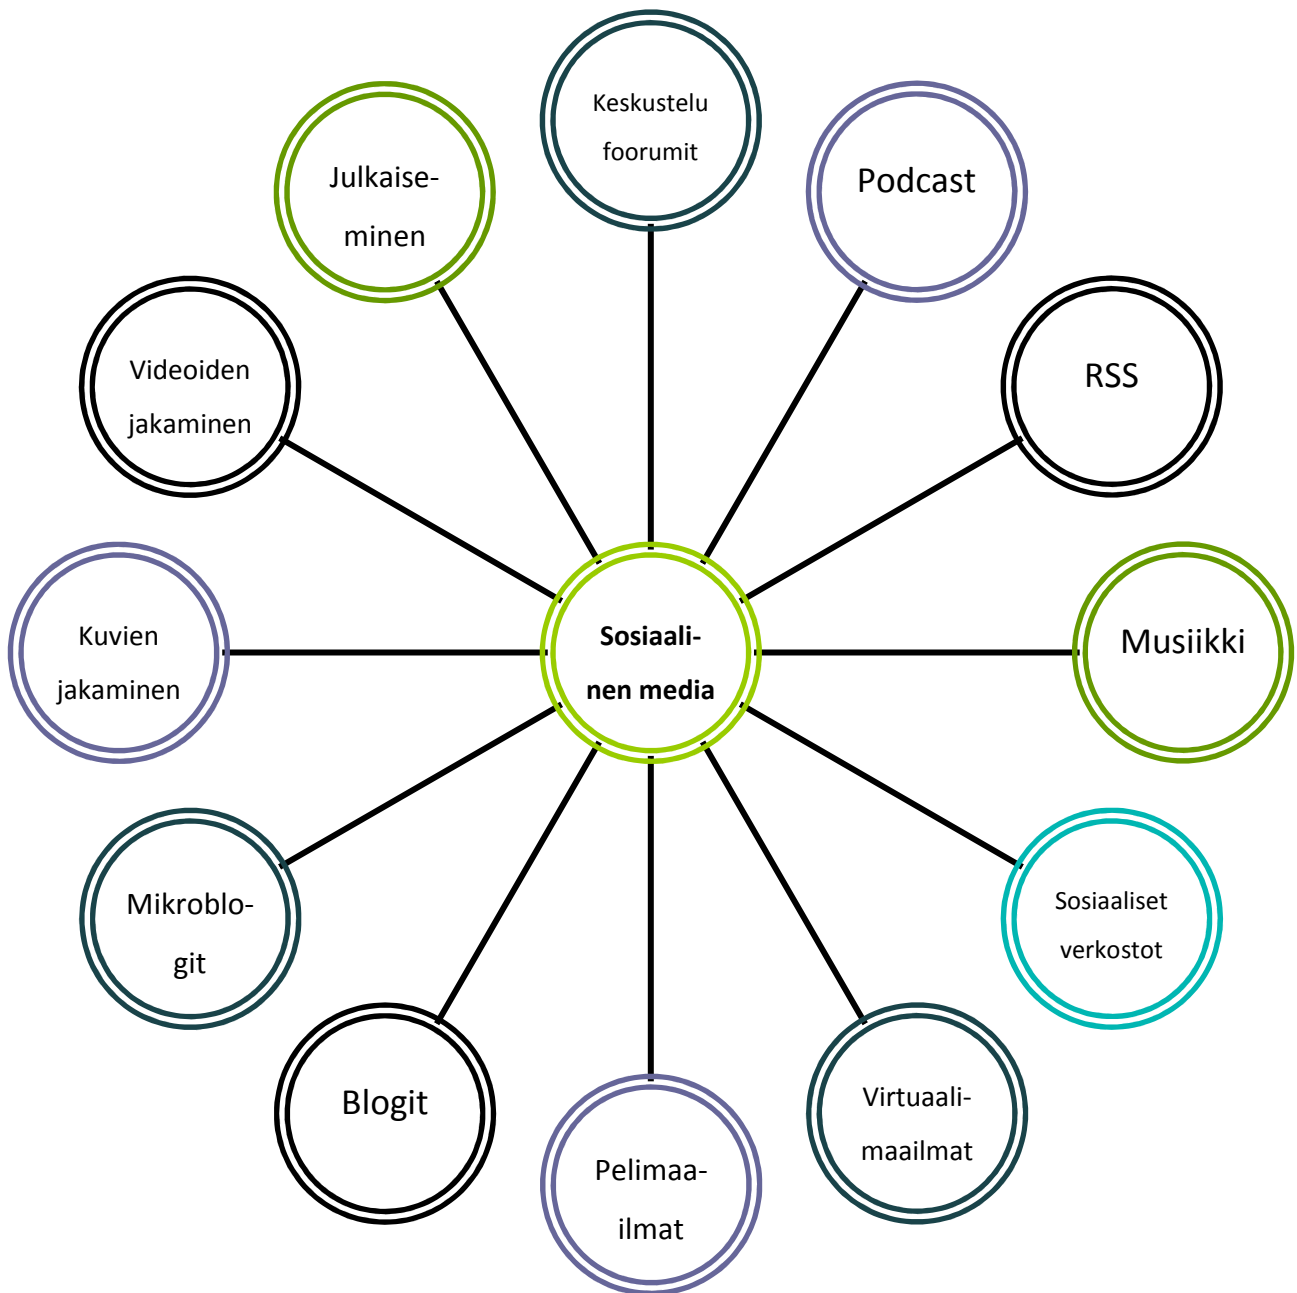 Keskustelu
foorumit
Podcast
RSS
Musiikki
Sosiaaliset
verkostot
Virtuaali-
maailmat
Pelimaa-
ilmat
Blogit
Mikroblo-
git
Kuvien
jakaminen
Videoiden
jakaminen
Julkaise-
minen
Sosiaali-
nen media